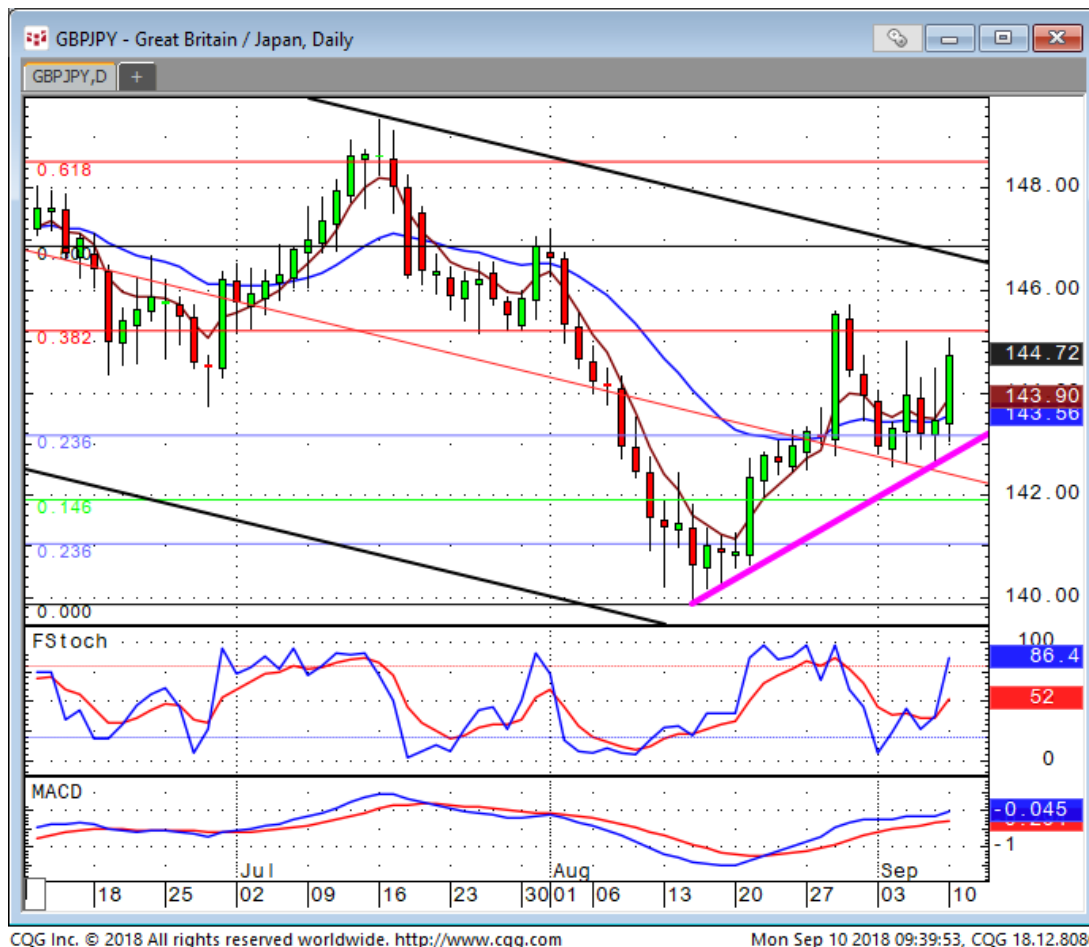 GBPJPY - Great Britain / Japan, Daily
GBPJPY,D +
0.618
148.00
0.382
146.00
144.72
143.90
143.56
0.236
0.146
142.00
0.236
0.000
140.00
FStoch
100
86.4
52
0
MACD
-0.045
-1
Jul Aug Sep
18 25 02 09 16 23 30 01 06 13 20 27 03 10
CQG Inc. © 2018 All rights reserved worldwide. http://www.cqg.com Mon Sep 10 2018 09:39:53, CQG 18.12.808